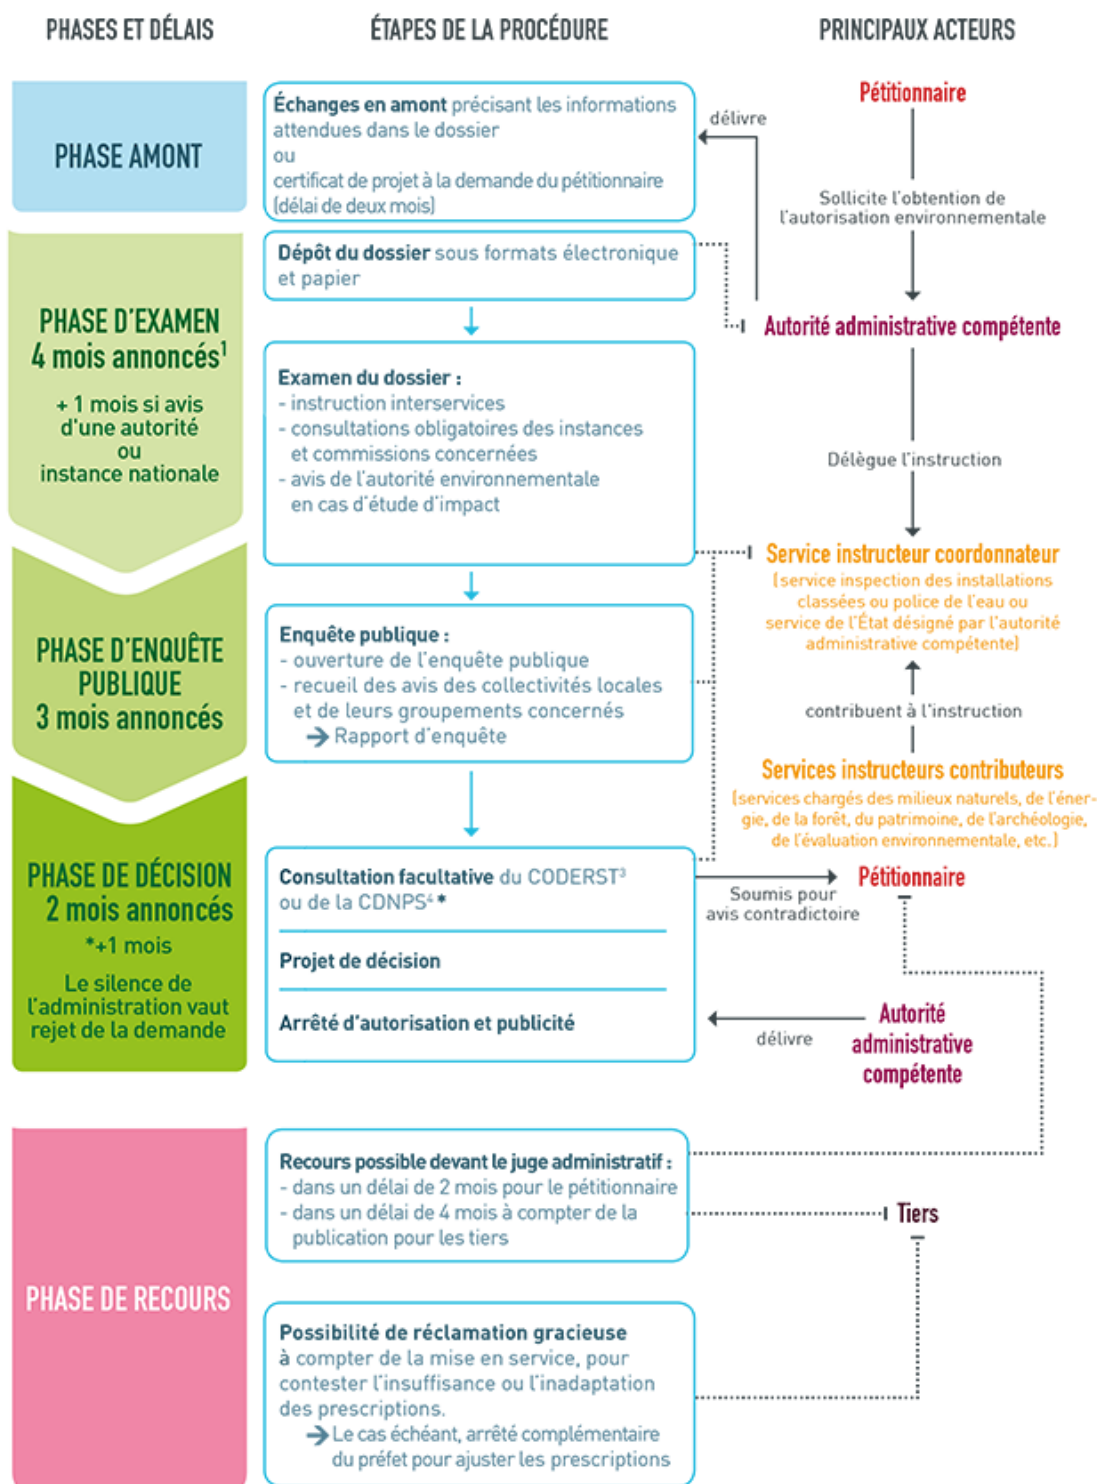 PHASES ET DÉLAIS
ÉTAPES DE LA PROCÉDURE
PRINCIPAUX ACTEURS
PHASE AMONT
Échanges en amont précisant les informations
attendues dans le dossier
ou
certificat de projet à la demande du pétitionnaire
(délai de deux mois)
délivre
Pétitionnaire
Sollicite l'obtention de
l'autorisation environnementale
PHASE D'EXAMEN
4 mois annoncés¹
+ 1 mois si avis
d'une autorité
ou
instance nationale
Dépôt du dossier sous formats électronique
et papier
Autorité administrative compétente
Examen du dossier :
- instruction interservices
- consultations obligatoires des instances
et commissions concernées
- avis de l'autorité environnementale
en cas d'étude d'impact
Délègue l'instruction
Service instructeur coordonnateur
(service inspection des installations
classées ou police de l'eau ou
service de l'État désigné par l'autorité
administrative compétente)
PHASE D'ENQUÊTE
PUBLIQUE
3 mois annoncés
Enquête publique :
- ouverture de l'enquête publique
- recueil des avis des collectivités locales
et de leurs groupements concernés
→ Rapport d'enquête
contribuent à l'instruction
Services instructeurs contributeurs
(services chargés des milieux naturels, de l'éner-
gie, de la forêt, du patrimoine, de l'archéologie,
de l'évaluation environnementale, etc.)
PHASE DE DÉCISION
2 mois annoncés
*+1 mois
Le silence de
l'administration vaut
rejet de la demande
Consultation facultative du CODERST³
ou de la CDNPS⁴ *
Projet de décision
Arrêté d'autorisation et publicité
Soumis pour
avis contradictoire
Pétitionnaire
délivre
Autorité
administrative
compétente
PHASE DE RECOURS
Recours possible devant le juge administratif :
- dans un délai de 2 mois pour le pétitionnaire
- dans un délai de 4 mois à compter de la
publication pour les tiers
Tiers
Possibilité de réclamation gracieuse
à compter de la mise en service, pour
contester l'insuffisance ou l'inadaptation
des prescriptions.
→ Le cas échéant, arrêté complémentaire
du préfet pour ajuster les prescriptions